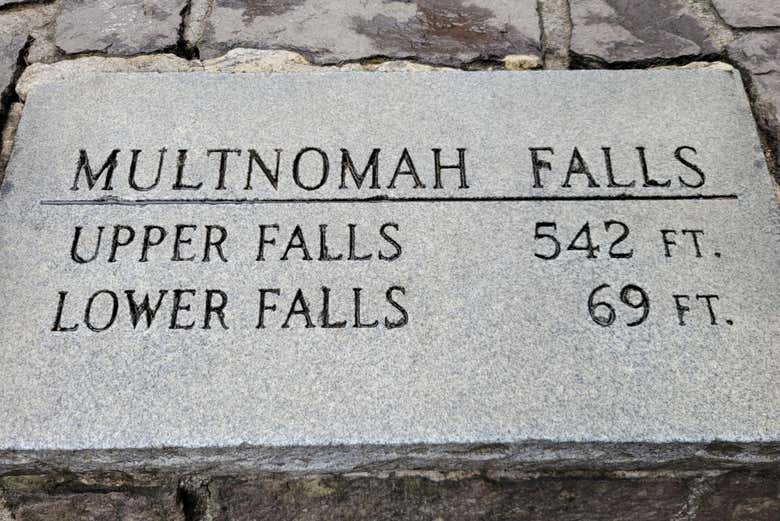 MULTNOMAH FALLS
UPPER FALLS 542 FT.
LOWER FALLS 69 FT.